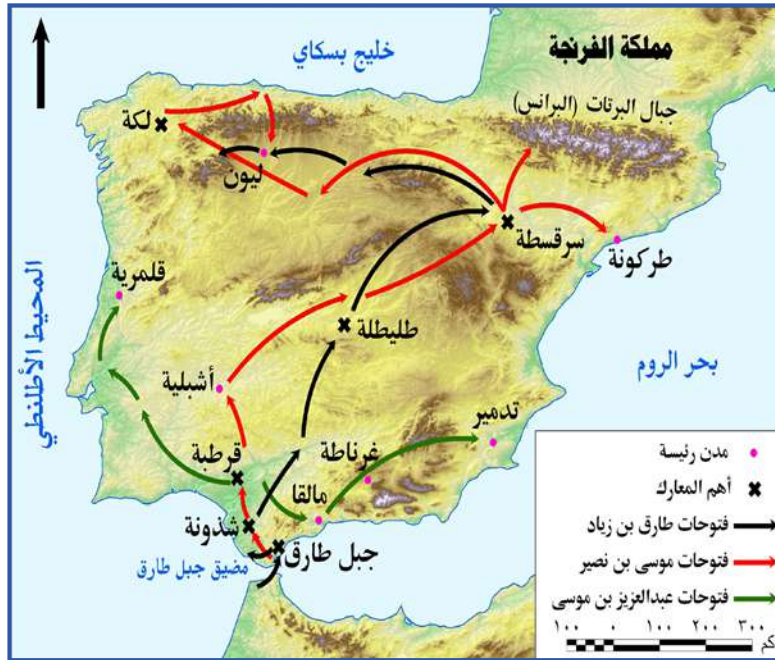 خليج بسكاي
مملكة الفرنجة
جبال البرتات (البرانس)
لكة
ليون
سرقسطة
طركونة
قلمرية
المحيط الأطلنطي
طليطلة
بحر الروم
أشبلية
تدمير
غرناطة
قرطبة
مالقا
شذونة
جبل طارق
مضيق جبل طارق
مدن رئيسة
أهم المعارك
فتوحات طارق بن زياد
فتوحات موسى بن نصير
فتوحات عبدالعزيز بن موسى
١٠٠ ٠ ١٠٠ ٢٠٠ ٣٠٠
كم